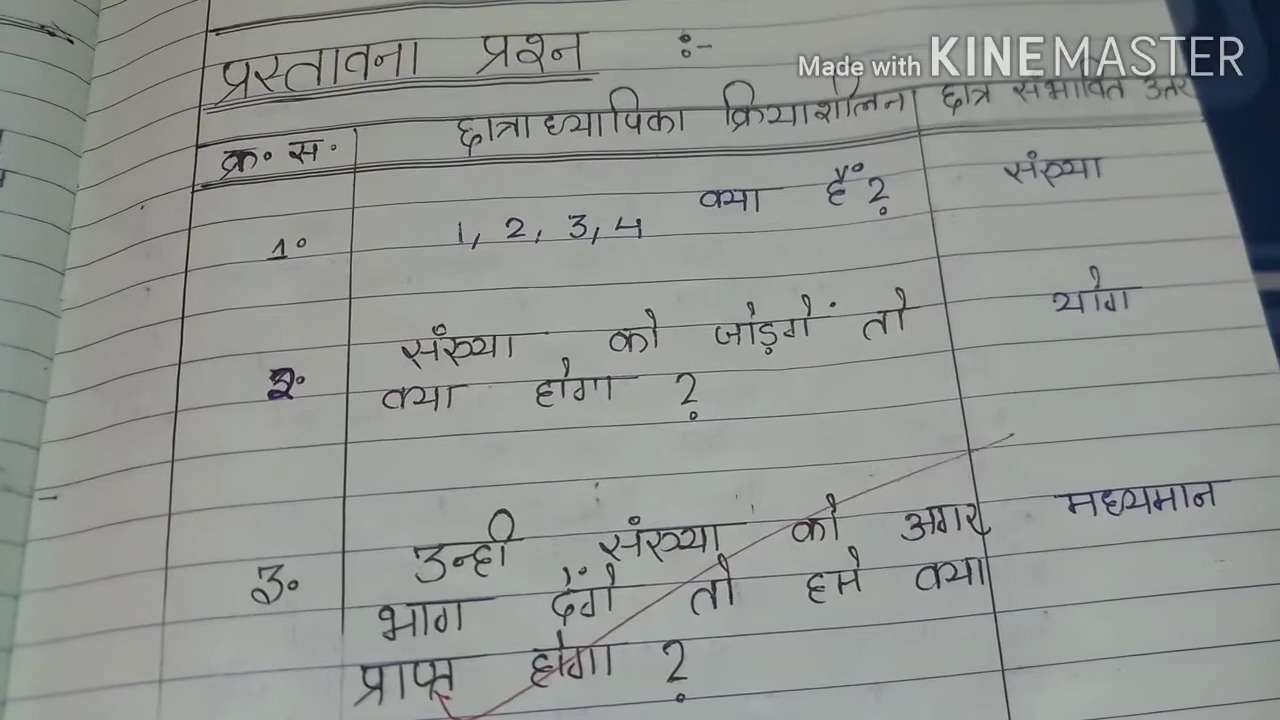 प्रस्तावना प्रश्न :-
Made with KINEMASTER
क्र॰ स॰ छात्राध्यापिका क्रियाशीलता छात्र संभावित उत्तर
1॰ 1, 2, 3, 4 क्या हैं? संख्या
2॰ संख्या को जोड़गें तो योग
क्या होगा ?
3॰ उन्ही संख्या को अगर मध्यमान
भाग देंगे तो हमे क्या
प्राप्त होगा ?